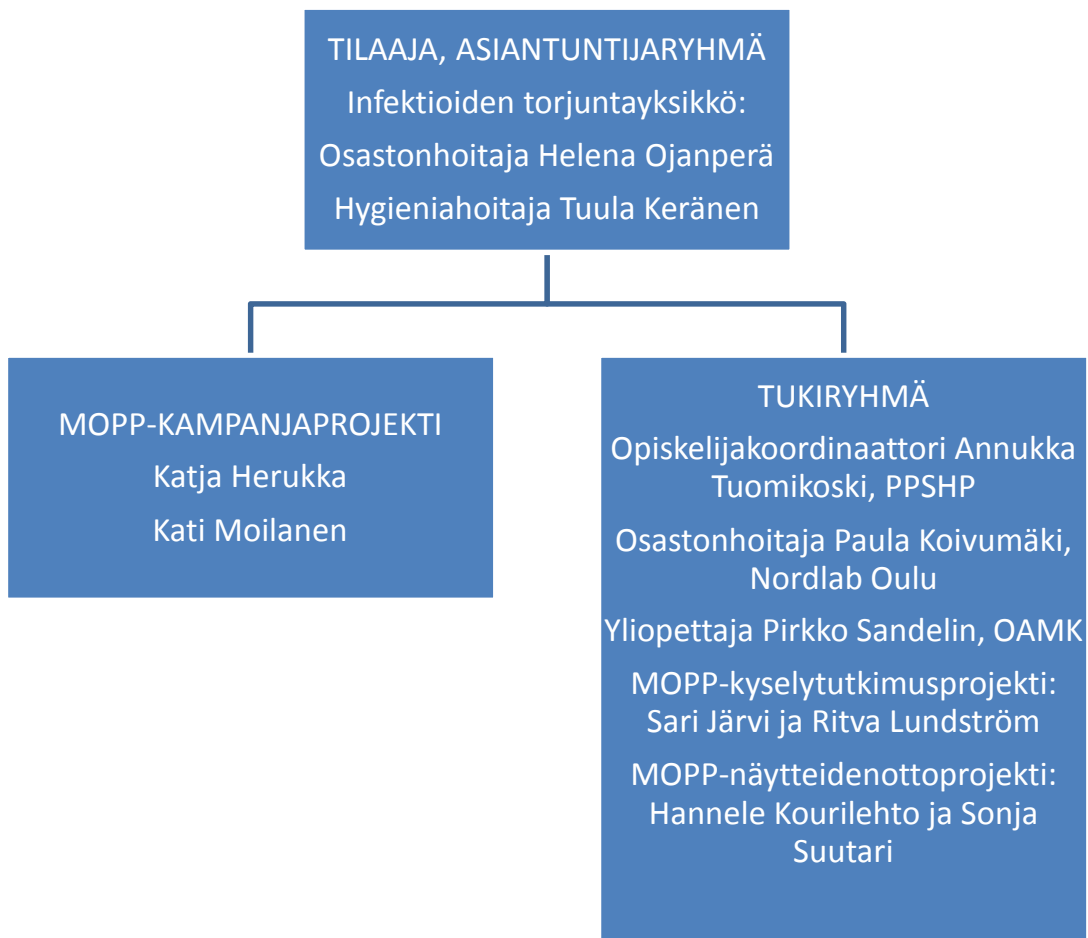 TILAAJA, ASIANTUNTIJARYHMÄ
Infektioiden torjuntayksikkö:
Osastonhoitaja Helena Ojanperä
Hygieniahoitaja Tuula Keränen
MOPP-KAMPANJAPROJEKTI
Katja Herukka
Kati Moilanen
TUKIRYHMÄ
Opiskelijakoordinaattori Annukka
Tuomikoski, PPSHP
Osastonhoitaja Paula Koivumäki,
Nordlab Oulu
Yliopettaja Pirkko Sandelin, OAMK
MOPP-kyselytutkimusprojekti:
Sari Järvi ja Ritva Lundström
MOPP-näytteidenottoprojekti:
Hannele Kourilehto ja Sonja
Suutari